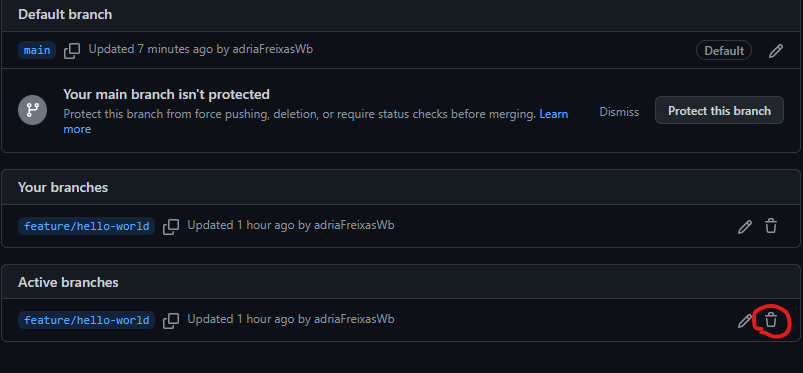 Default branch
main Updated 7 minutes ago by adriaFreixasWb Default
Your main branch isn't protected
Protect this branch from force pushing, deletion, or require status checks before merging. Learn
more
Dismiss Protect this branch
Your branches
feature/hello-world Updated 1 hour ago by adriaFreixasWb
Active branches
feature/hello-world Updated 1 hour ago by adriaFreixasWb